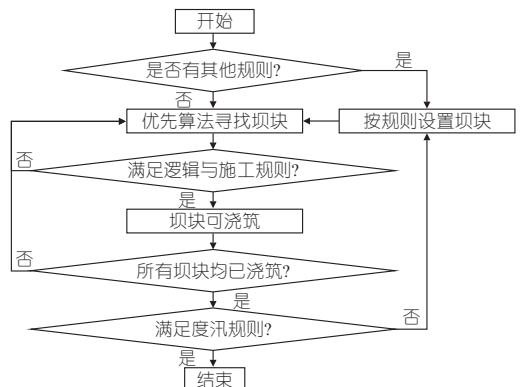 开始
是否有其他规则?
是
否
优先算法寻找坝块
按规则设置坝块
否
满足逻辑与施工规则?
是
坝块可浇筑
否
所有坝块均已浇筑?
是
否
满足度汛规则?
是
结束